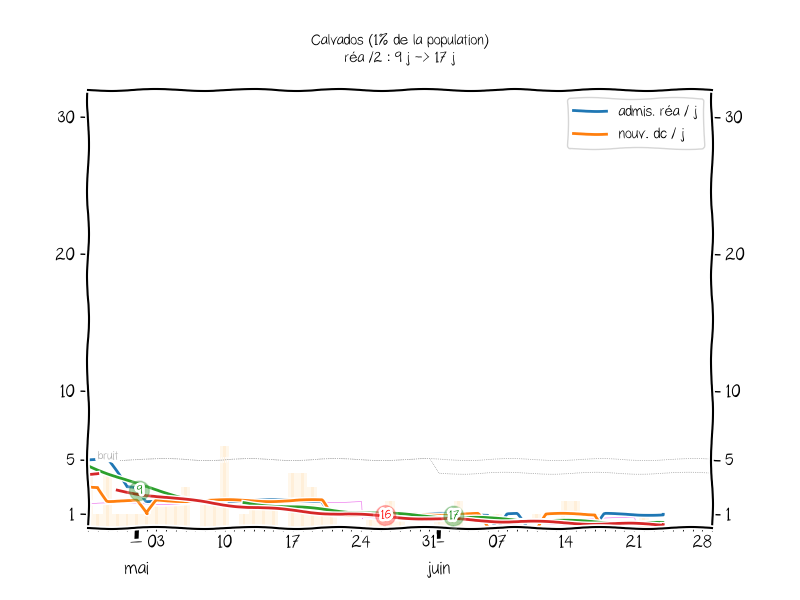 Calvados (1% de la population)
réa /2 : 9 j -> 17 j
admis. réa / j
nouv. dc / j
30 30
20 20
10 10
5 bruit 5
9
1 16 17 1
03 10 17 24 31 07 14 21 28
mai juin